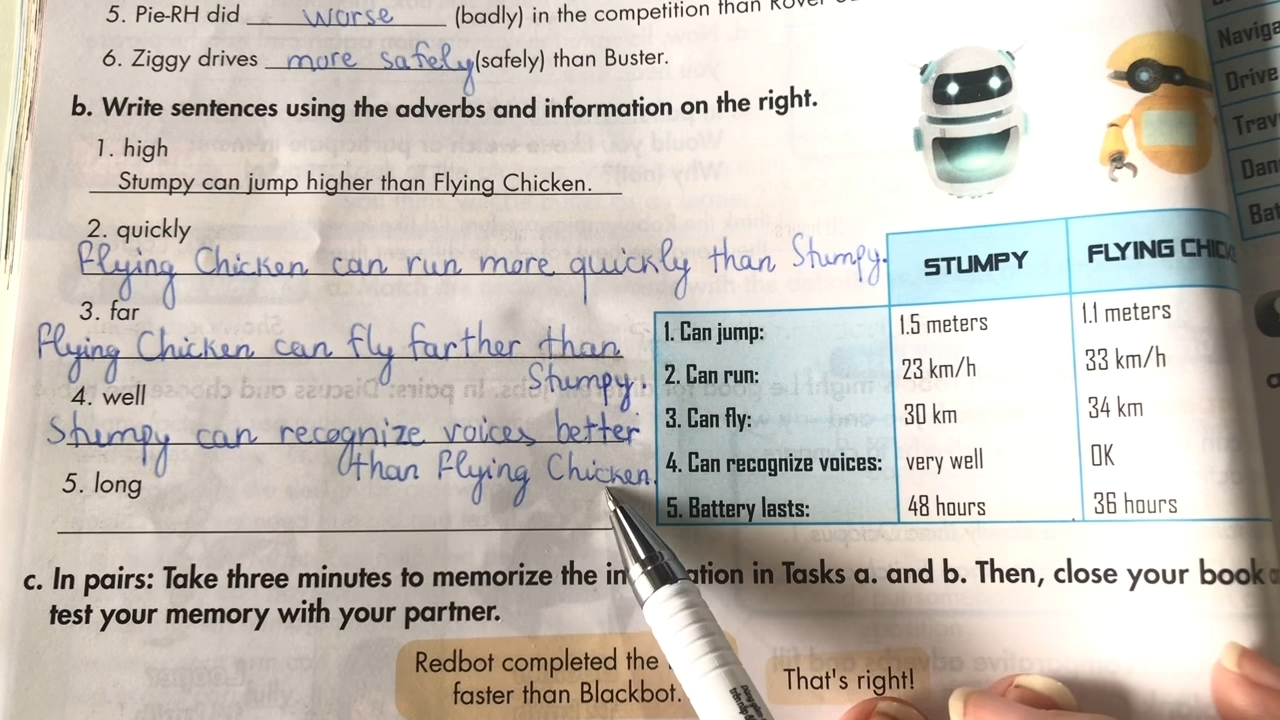 5. Pie-RH did worse (badly) in the competition than Rover
6. Ziggy drives more safely (safely) than Buster.
b. Write sentences using the adverbs and information on the right.
1. high
Stumpy can jump higher than Flying Chicken.
2. quickly
Flying Chicken can run more quickly than Stumpy.
3. far
Flying Chicken can fly farther than
Stumpy.
4. well
Stumpy can recognize voices better
than Flying Chicken.
5. long
STUMPY FLYING CHICK
1. Can jump: 1.5 meters 1.1 meters
2. Can run: 23 km/h 33 km/h
3. Can fly: 30 km 34 km
4. Can recognize voices: very well OK
5. Battery lasts: 48 hours 36 hours
c. In pairs: Take three minutes to memorize the in ation in Tasks a. and b. Then, close your book
test your memory with your partner.
Redbot completed the
faster than Blackbot.
That's right!
Naviga
Drive
Trav
Dan
Bat